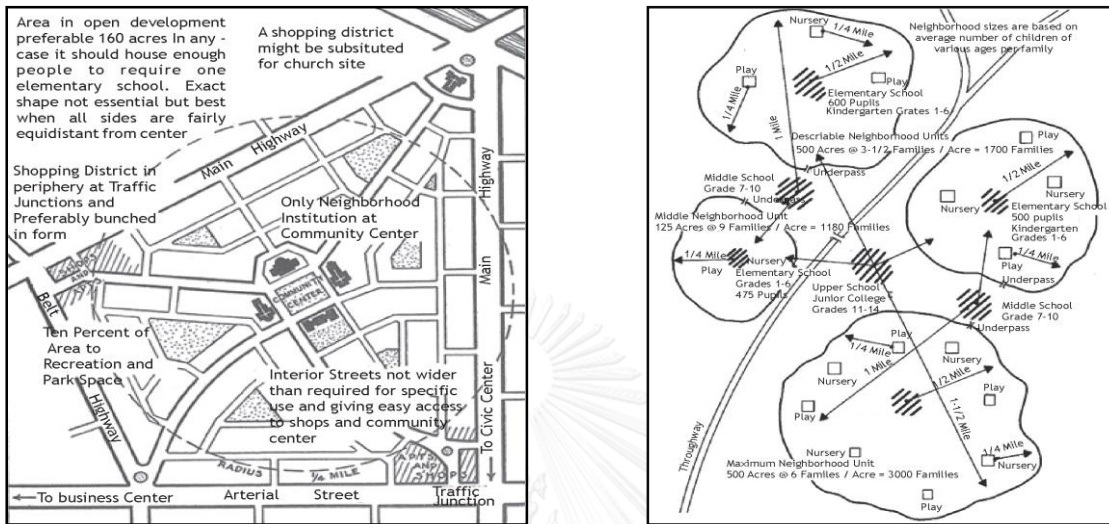 Area in open development
preferable 160 acres In any -
case it should house enough
people to require one
elementary school. Exact
shape not essential but best
when all sides are fairly
equidistant from center
A shopping district
might be subsituted
for church site
Main Highway
Shopping District in
periphery at Traffic
Junctions and
Preferably bunched
in form
Only Neighborhood
Institution at
Community Center
Highway
Main
SHOPS
AND
COMMUNITY
CENTER
Belt
Highway
Ten Percent of
Area to
Recreation and
Park Space
Interior Streets not wider
than required for specific
use and giving easy access
to shops and community
center
To Civic Center
RADIUS 1/4 MILE
APTS
AND
SHOPS
To business Center
Arterial Street
Traffic
Junction
Nursery
1/4 Mile
Neighborhood sizes are based on
average number of children of
various ages per family
1/2 Mile
Play
Play
1/4 Mile
Elementary School
600 Pupils
Kindergarten Grates 1-6
1 Mile
Descriable Neighborhood Units
500 Acres @ 3-1/2 Families / Acre = 1700 Families
Play
Underpass
1/2 Mile
Middle School
Grade 7-10
Underpass
Nursery
Nursery
Elementary School
500 pupils
Kindergarten
Grades 1-6
Middle Neighborhood Unit
125 Acres @ 9 Families / Acre = 1180 Families
1/4 Mile
Play
Nursery
Elementary School
Grades 1-6
475 Pupils
1/4 Mile
Play
Underpass
Upper School
Junior College
Grades 11-14
Middle School
Grade 7-10
Underpass
Play
1/4 Mile
Nursery
1 Mile
Nursery
1/2 Mile
Play
Play
1-1/2 Mile
Throughway
Nursery
1/4 Mile
Nursery
Maximum Neighborhood Unit
500 Acres @ 6 Familes / Acre = 3000 Families
Play